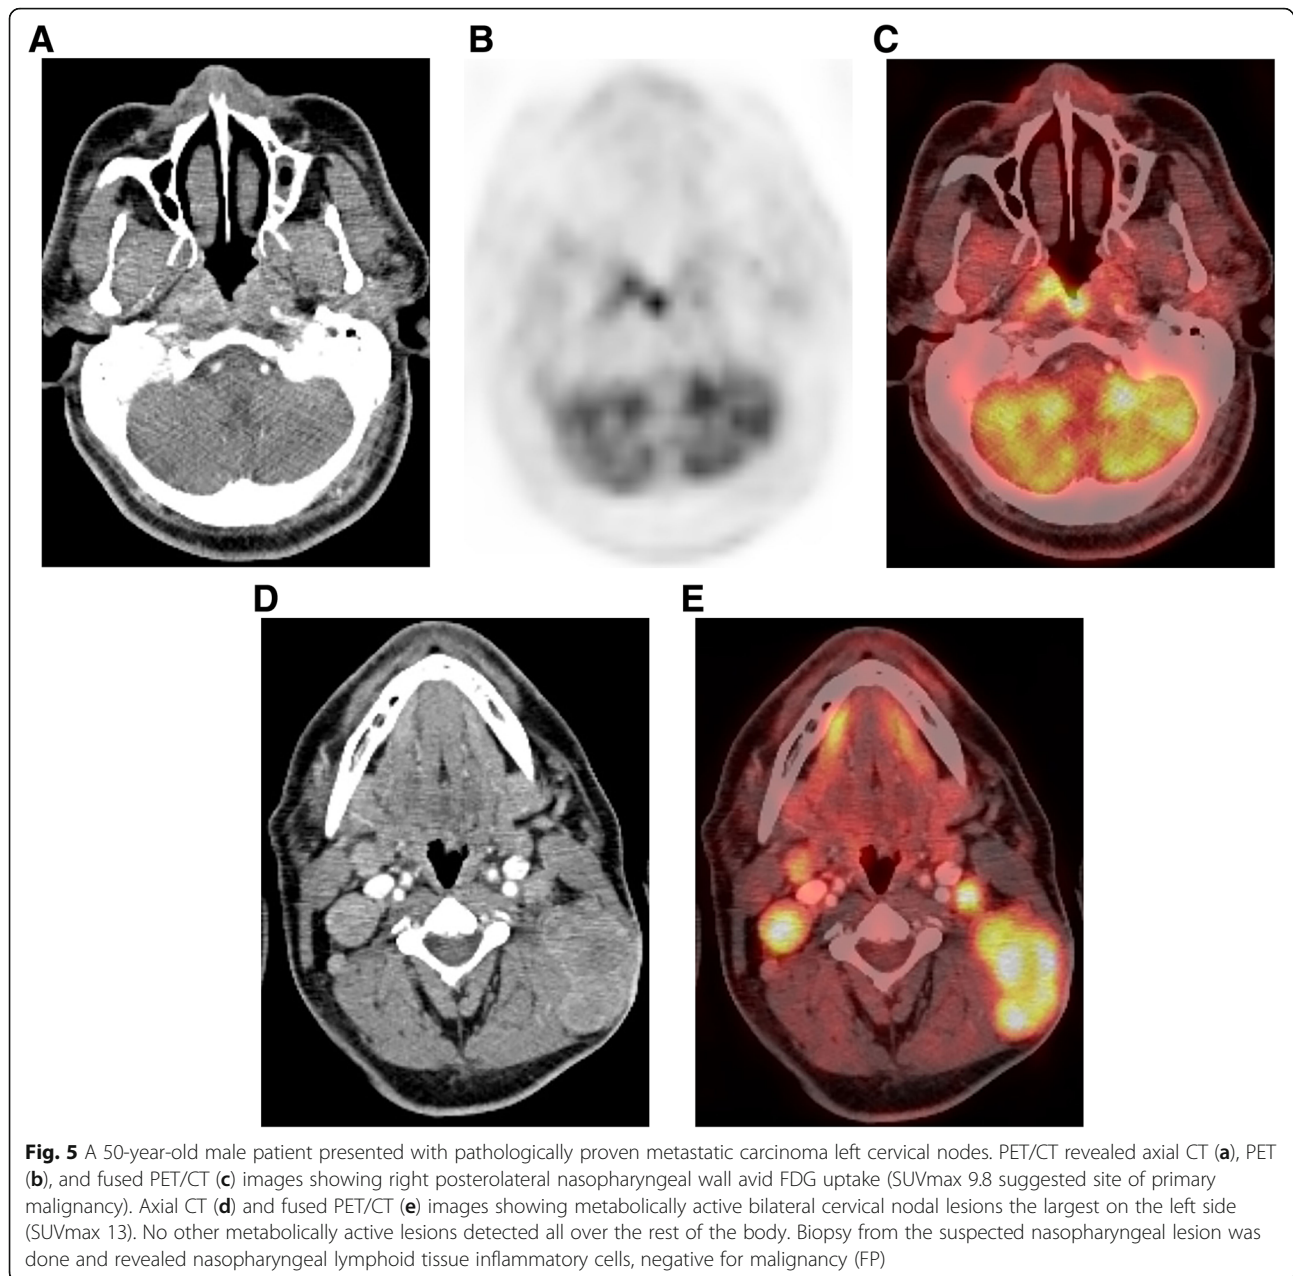 A
B
C
D
E
Fig. 5 A 50-year-old male patient presented with pathologically proven metastatic carcinoma left cervical nodes. PET/CT revealed axial CT (a), PET
(b), and fused PET/CT (c) images showing right posterolateral nasopharyngeal wall avid FDG uptake (SUVmax 9.8 suggested site of primary
malignancy). Axial CT (d) and fused PET/CT (e) images showing metabolically active bilateral cervical nodal lesions the largest on the left side
(SUVmax 13). No other metabolically active lesions detected all over the rest of the body. Biopsy from the suspected nasopharyngeal lesion was
done and revealed nasopharyngeal lymphoid tissue inflammatory cells, negative for malignancy (FP)